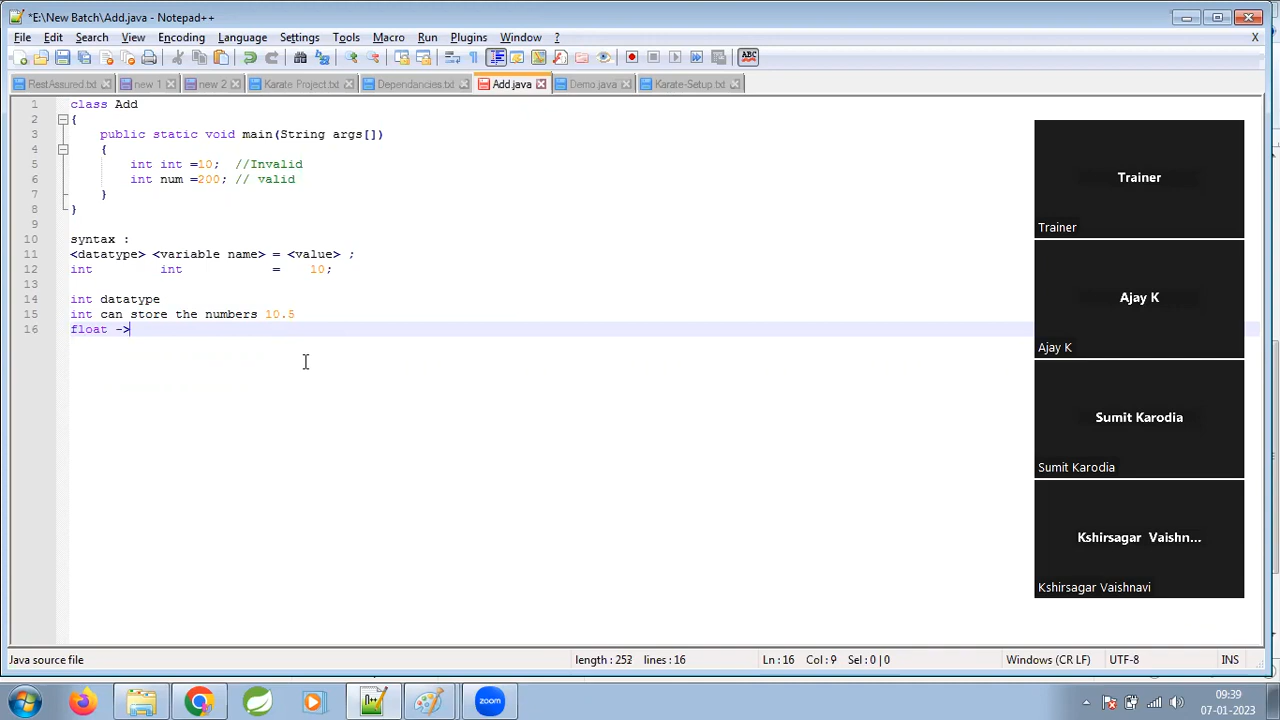 *E:\New Batch\Add.java - Notepad++
File Edit Search View Encoding Language Settings Tools Macro Run Plugins Window ? X
RestAssured.txt new 1 new 2 Karate Project.txt Dependancies.txt Add.java Demo.java Karate-Setup.txt
1 class Add
2 {
3 public static void main(String args[])
4 {
5 int int =10; //Invalid
6 int num =200; // valid
7 }
8 }
9
10 syntax :
11 <datatype> <variable name> = <value> ;
12 int int = 10;
13
14 int datatype
15 int can store the numbers 10.5
16 float ->
Trainer
Trainer
Ajay K
Ajay K
Sumit Karodia
Sumit Karodia
Kshirsagar Vaishn...
Kshirsagar Vaishnavi
Java source file length : 252 lines : 16 Ln : 16 Col : 9 Sel : 0 | 0 Windows (CR LF) UTF-8 INS
zoom
09:39
07-01-2023